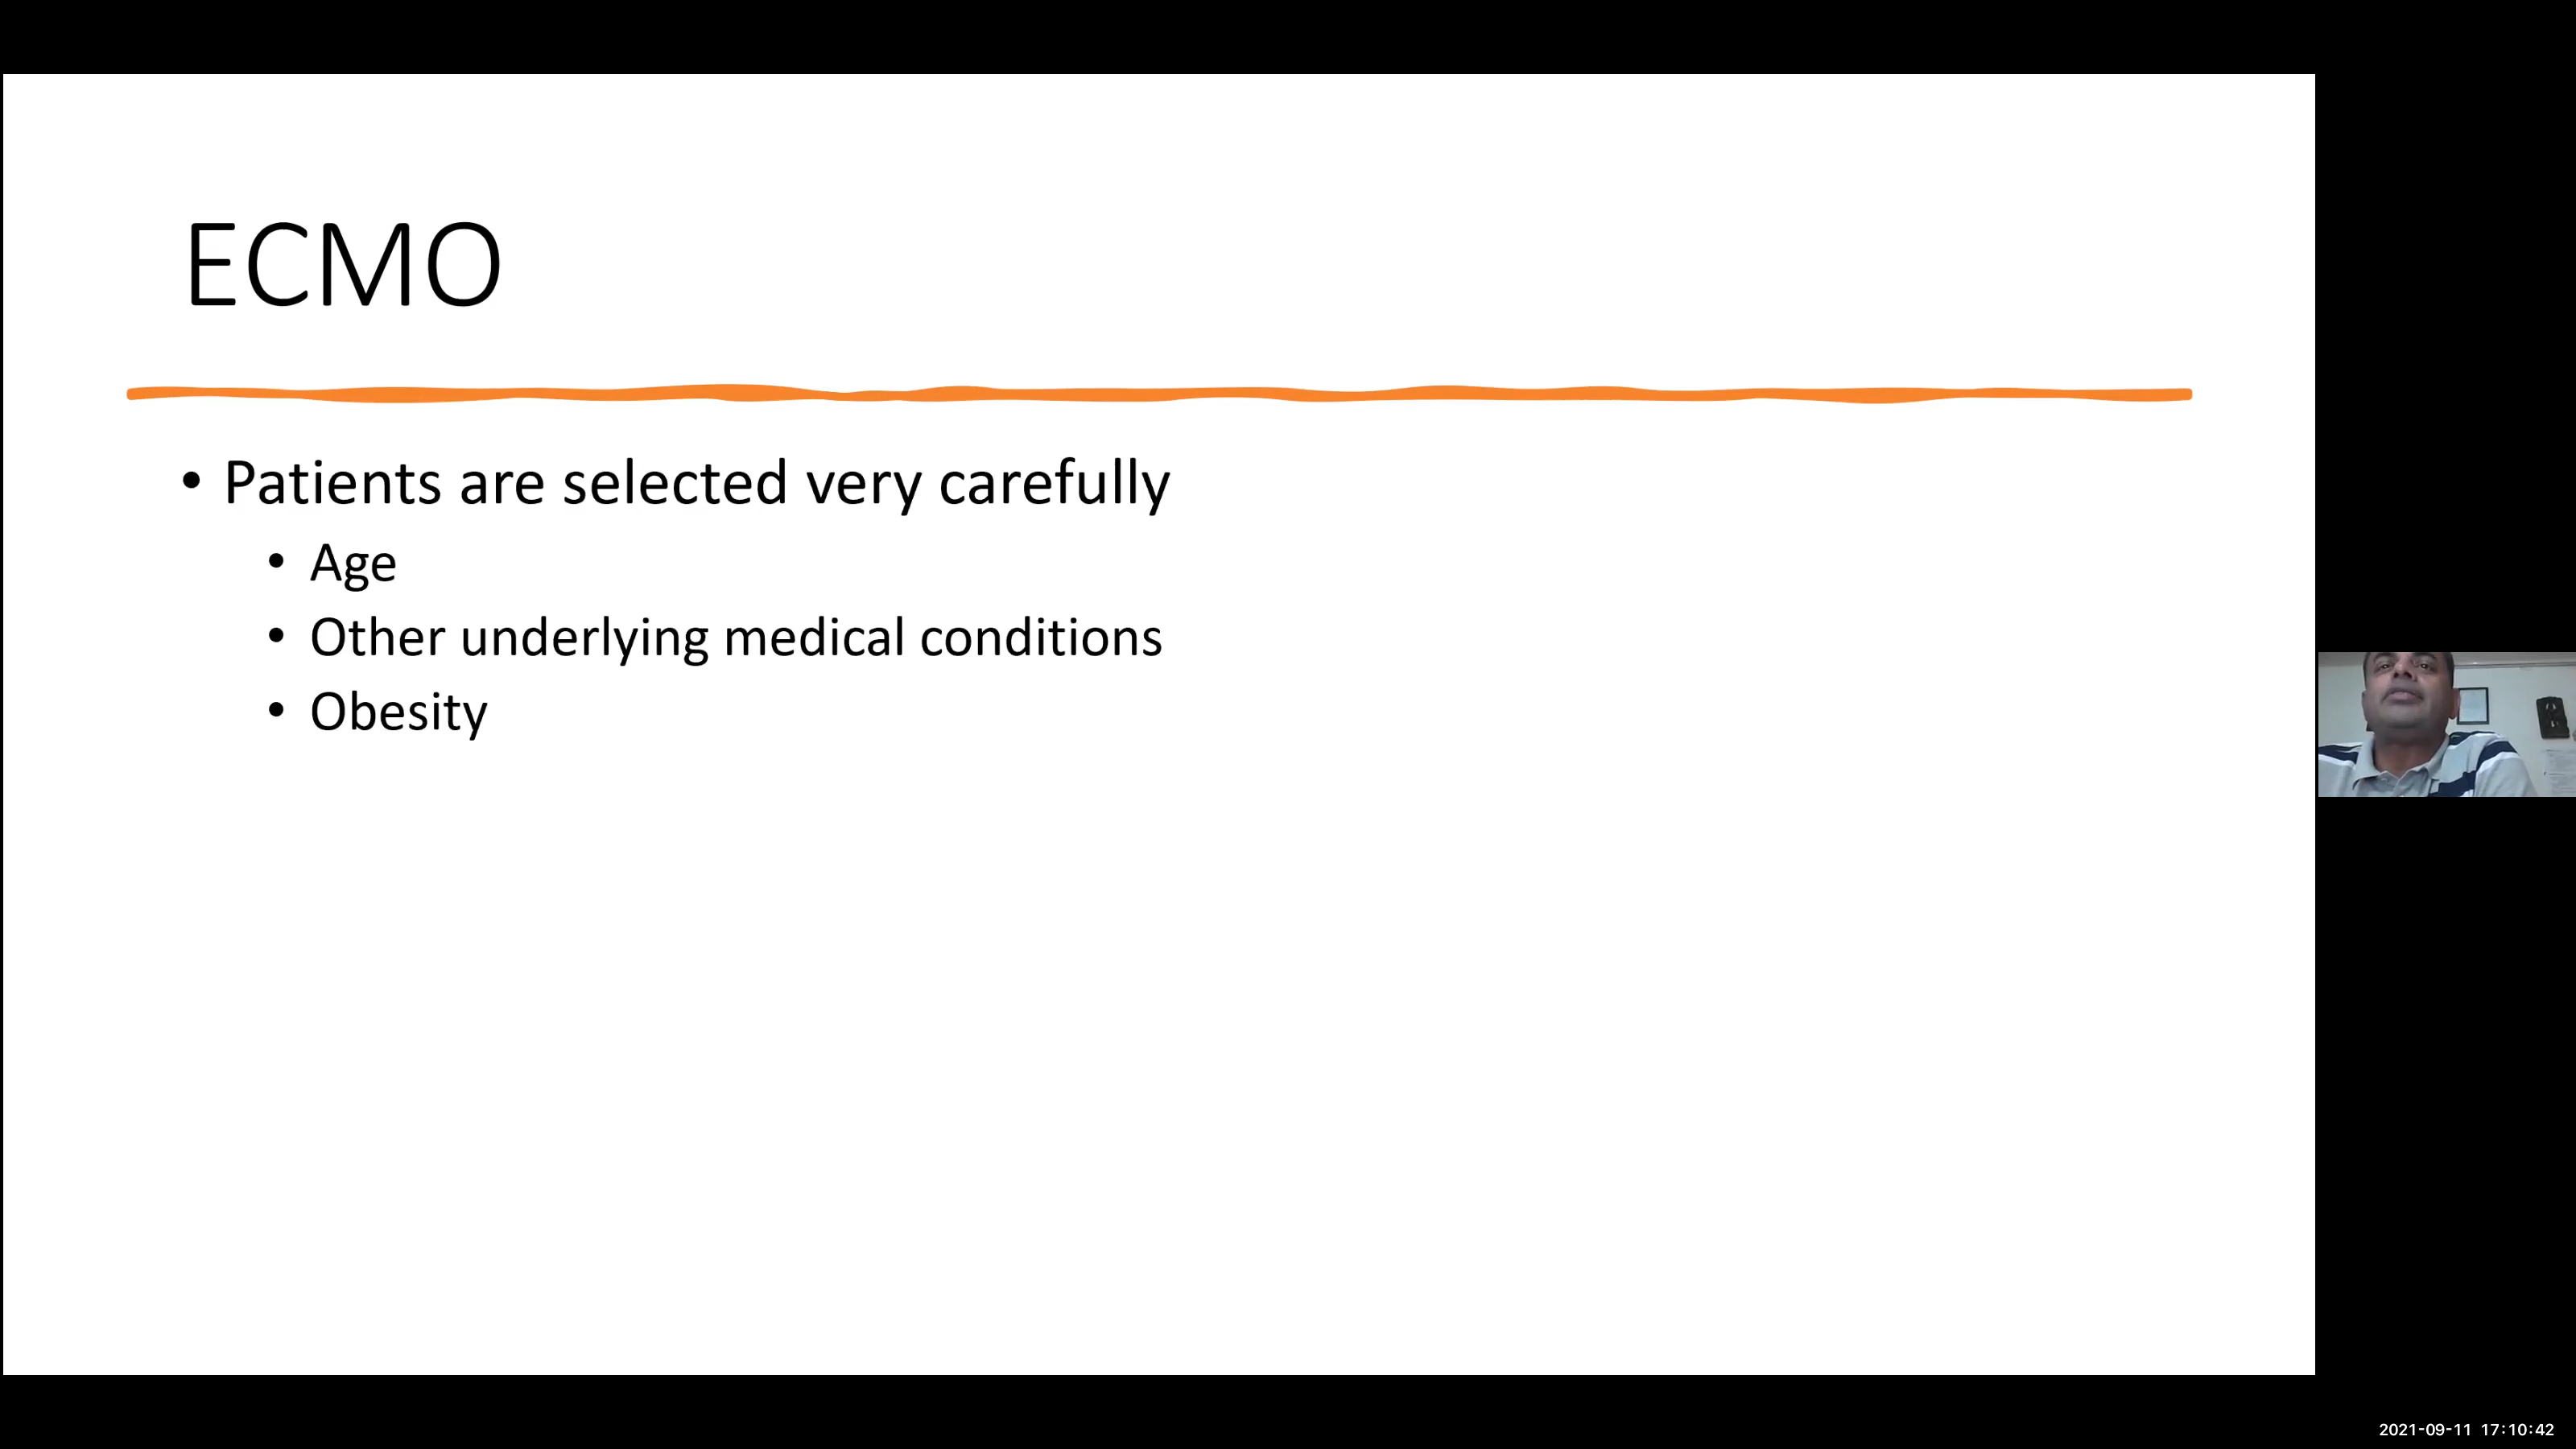 ECMO
• Patients are selected very carefully
• Age
• Other underlying medical conditions
• Obesity
2021-09-11 17:10:42